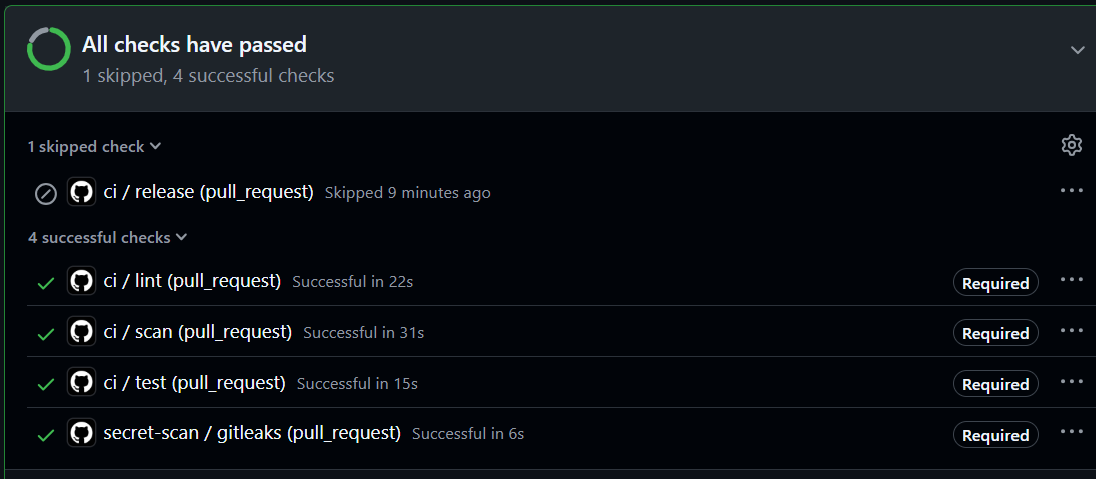 All checks have passed
1 skipped, 4 successful checks
1 skipped check
ci / release (pull_request) Skipped 9 minutes ago
4 successful checks
ci / lint (pull_request) Successful in 22s Required
ci / scan (pull_request) Successful in 31s Required
ci / test (pull_request) Successful in 15s Required
secret-scan / gitleaks (pull_request) Successful in 6s Required